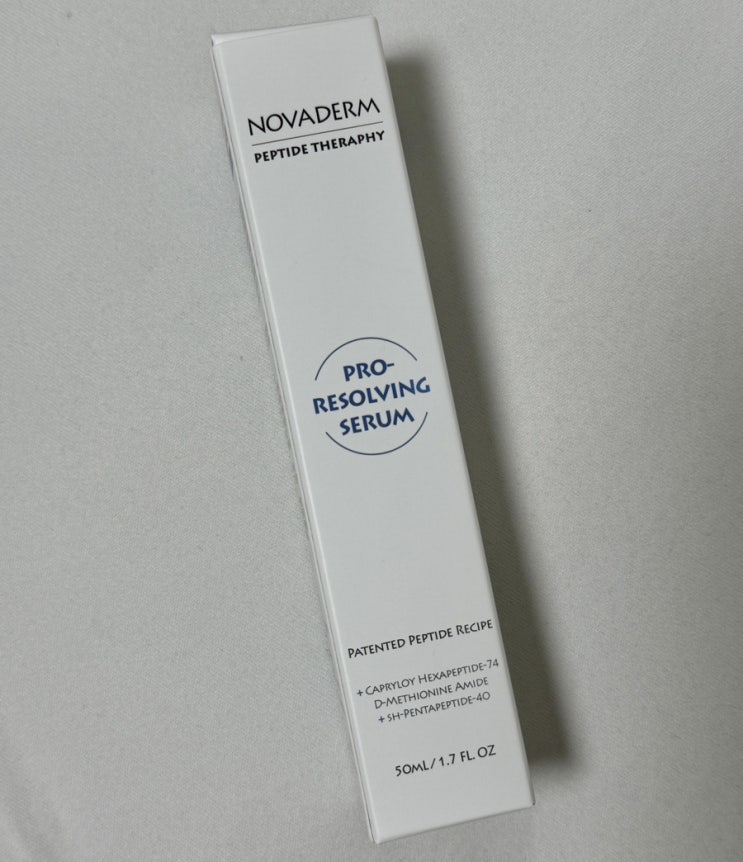 NOVADERM
PEPTIDE THERAPHY
PRO-
RESOLVING
SERUM
PATENTED PEPTIDE RECIPE
+ CAPRYLOY HEXAPEPTIDE-74
D-METHIONINE AMIDE
+ SH-PENTAPEPTIDE-40
50ML / 1.7 FL. OZ